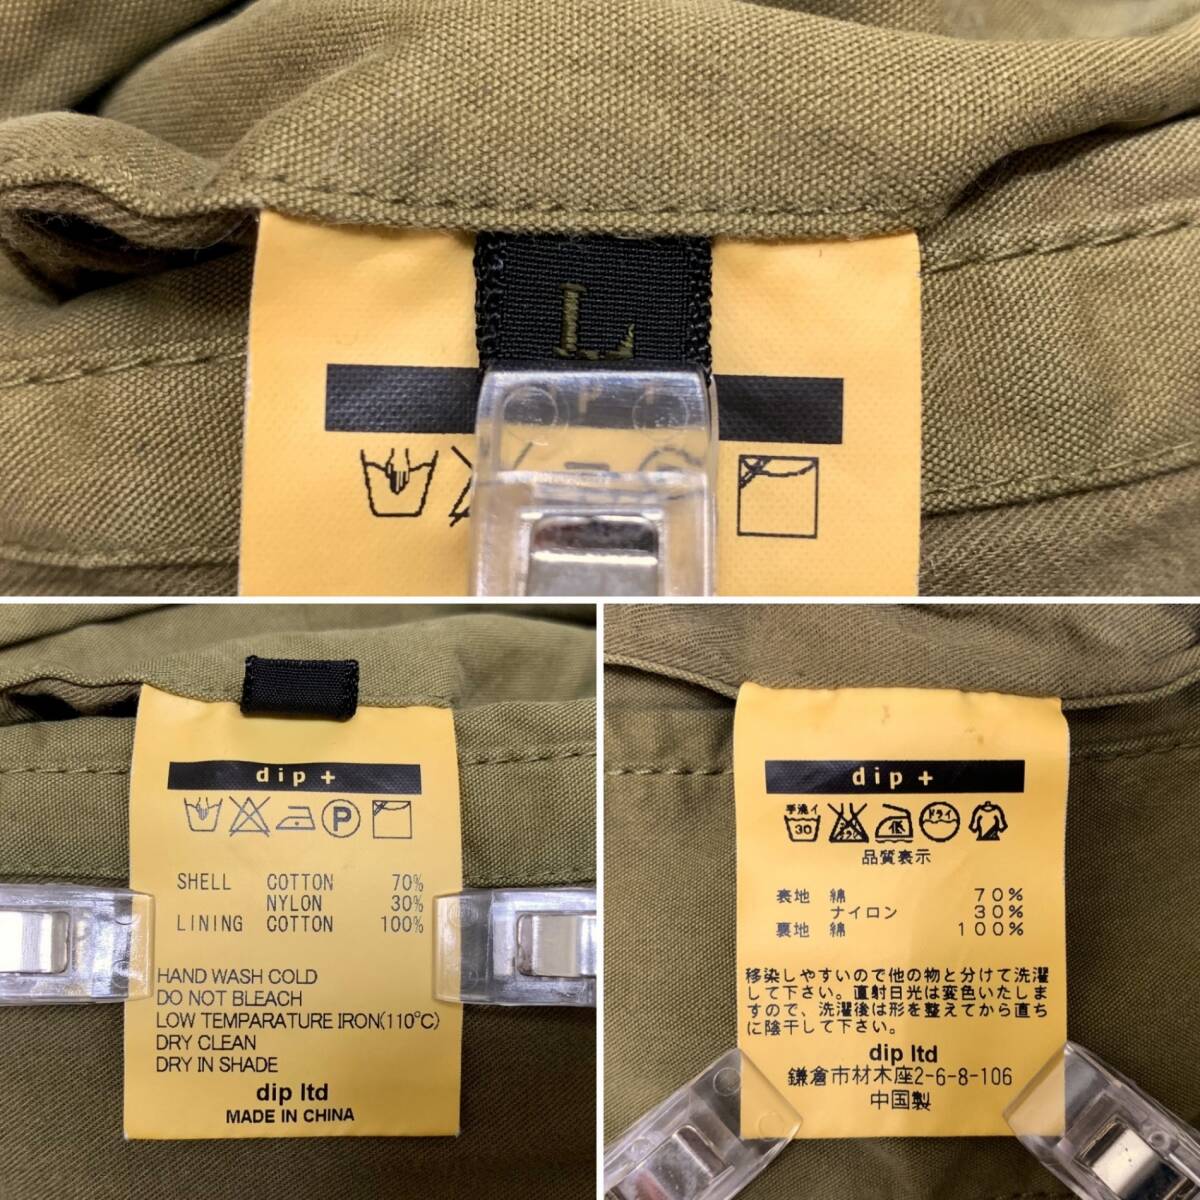 L
dip +
P
SHELL COTTON 70%
NYLON 30%
LINING COTTON 100%
HAND WASH COLD
DO NOT BLEACH
LOW TEMPARATURE IRON(110℃)
DRY CLEAN
DRY IN SHADE
dip ltd
MADE IN CHINA
dip +
手洗イ
30
エンソサラシ
低
ドライ
品質表示
表地 綿 70%
ナイロン 30%
裏地 綿 100%
移染しやすいので他の物と分けて洗濯
して下さい。直射日光は変色いたしま
すので、洗濯後は形を整えてから直ち
に陰干して下さい。
dip ltd
鎌倉市材木座2-6-8-106
中国製